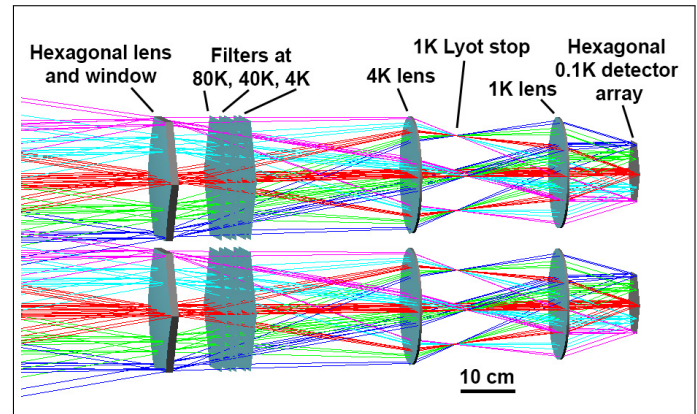 Hexagonal lens
and window
Filters at
80K, 40K, 4K
4K lens
1K Lyot stop
1K lens
Hexagonal
0.1K detector
array
10 cm